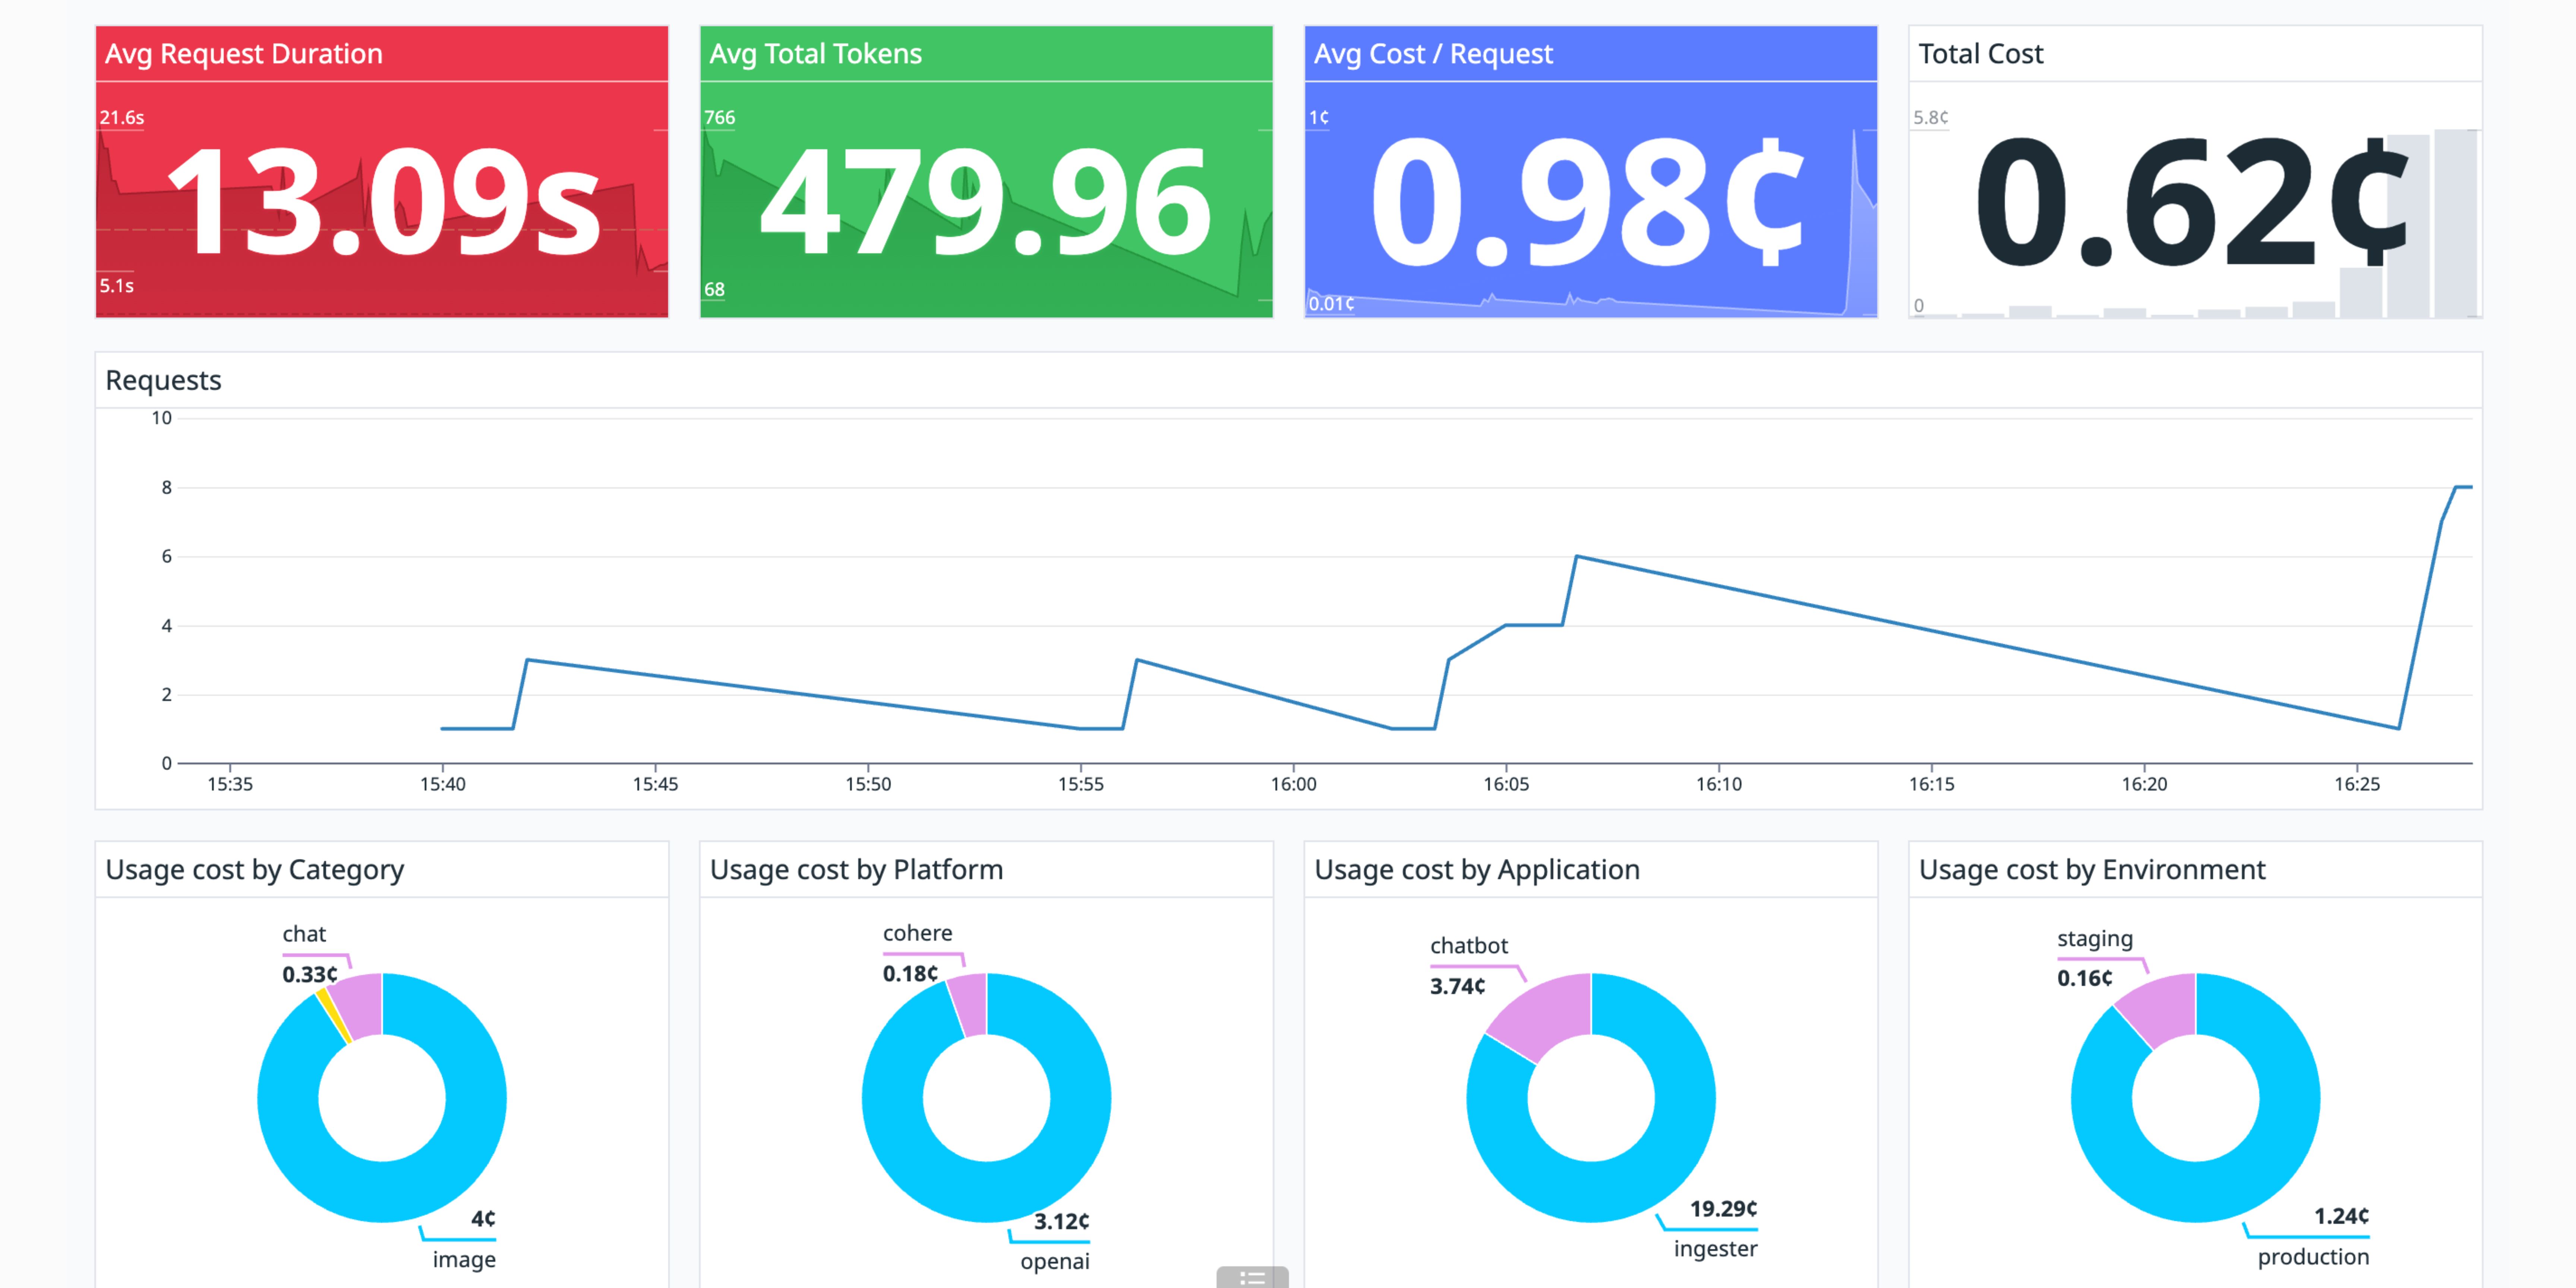 Avg Request Duration
21.6s
13.09s
5.1s
Avg Total Tokens
766
479.96
68
Avg Cost / Request
1¢
0.98¢
0.01¢
Total Cost
5.8¢
0.62¢
0
Requests
10
8
6
4
2
0
15:35 15:40 15:45 15:50 15:55 16:00 16:05 16:10 16:15 16:20 16:25
Usage cost by Category
chat
0.33¢
4¢
image
Usage cost by Platform
cohere
0.18¢
3.12¢
openai
Usage cost by Application
chatbot
3.74¢
19.29¢
ingester
Usage cost by Environment
staging
0.16¢
1.24¢
production